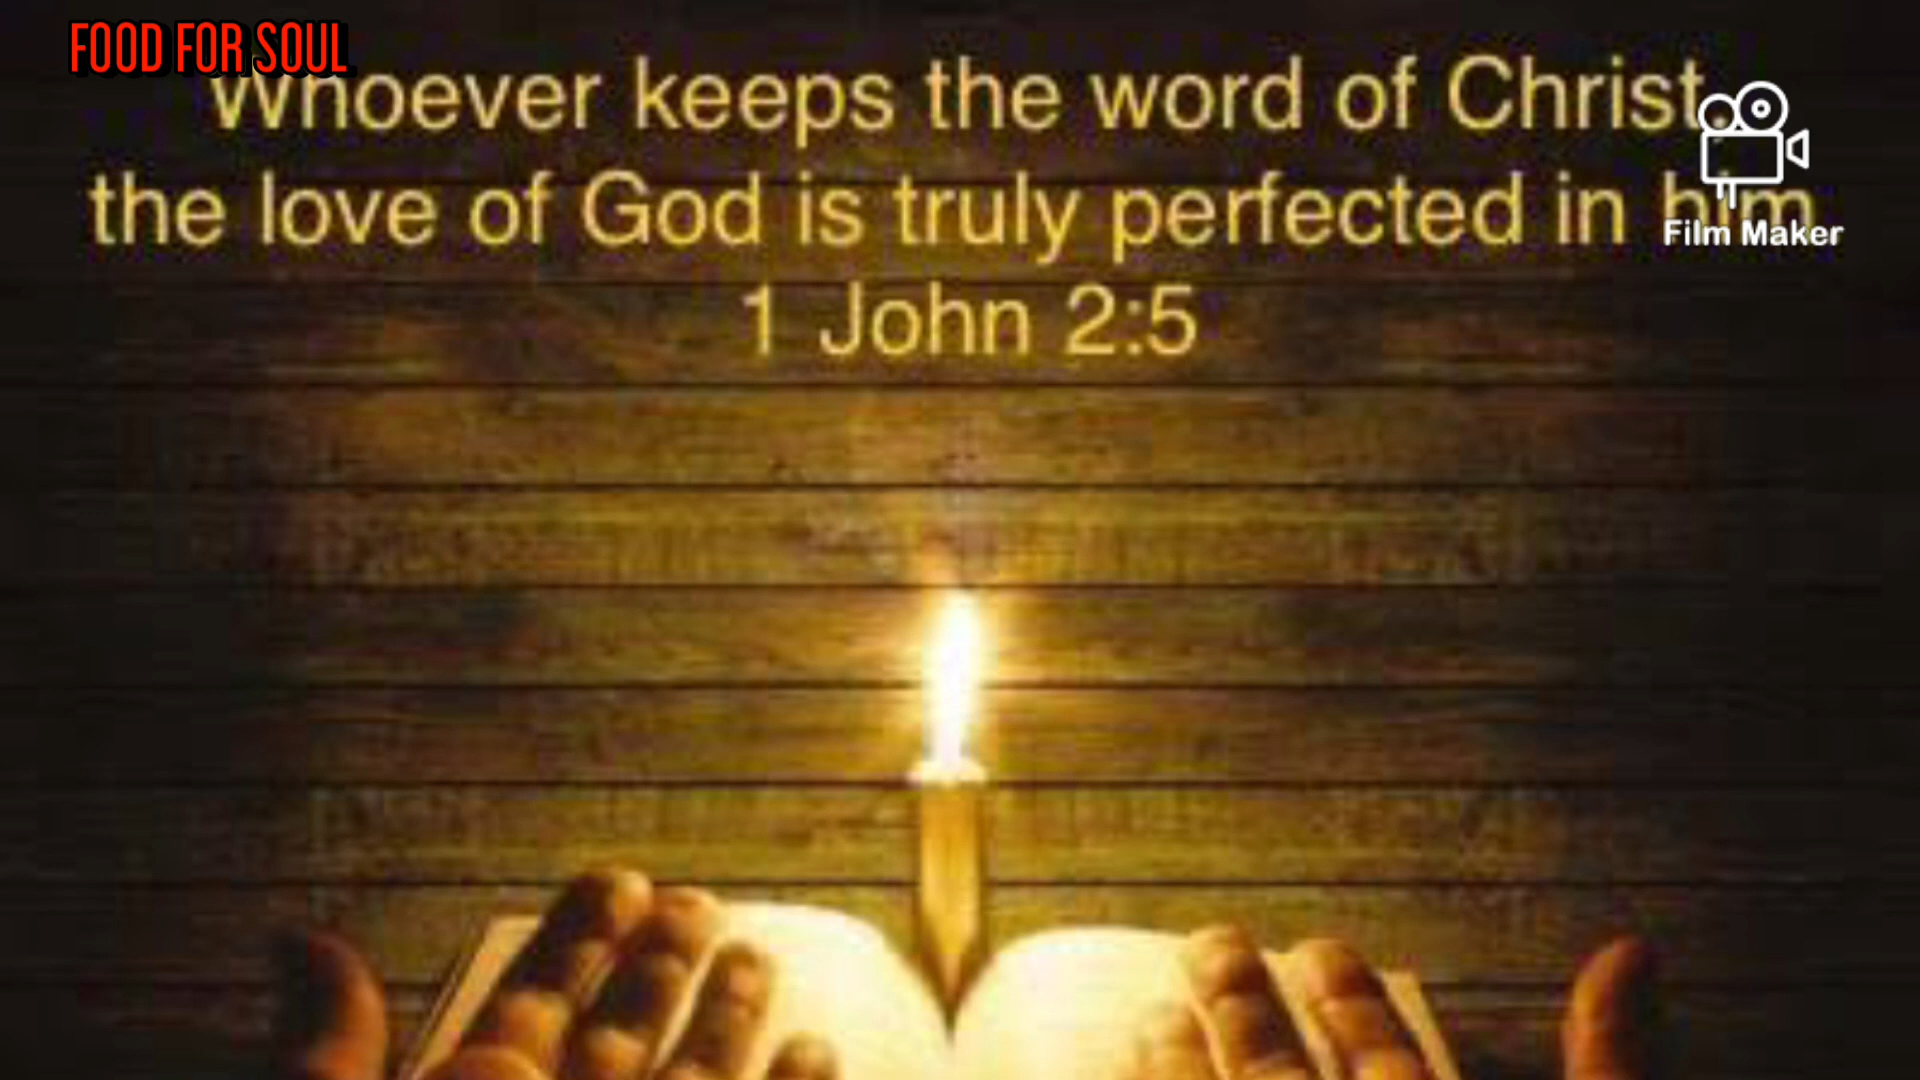 FOOD FOR SOUL
Whoever keeps the word of Christ,
the love of God is truly perfected in him
1 John 2:5
Film Maker